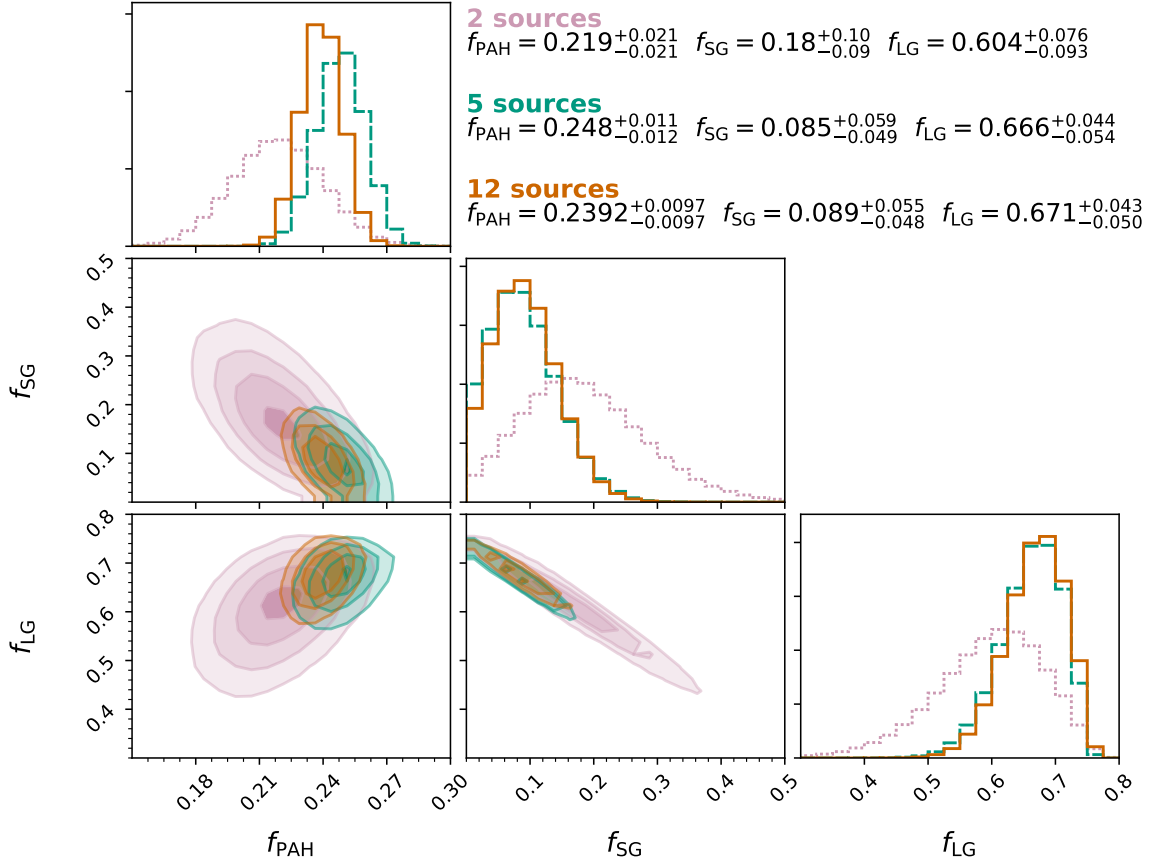 2 sources
f_PAH = 0.219^{+0.021}_{−0.021} f_SG = 0.18^{+0.10}_{−0.09} f_LG = 0.604^{+0.076}_{−0.093}
5 sources
f_PAH = 0.248^{+0.011}_{−0.012} f_SG = 0.085^{+0.059}_{−0.049} f_LG = 0.666^{+0.044}_{−0.054}
12 sources
f_PAH = 0.2392^{+0.0097}_{−0.0097} f_SG = 0.089^{+0.055}_{−0.048} f_LG = 0.671^{+0.043}_{−0.050}
0.5
0.4
0.3
0.2
0.1
f_SG
0.8
0.7
0.6
0.5
0.4
f_LG
0.18 0.21 0.24 0.27 0.30
0.1 0.2 0.3 0.4 0.5
0.4 0.5 0.6 0.7 0.8
f_PAH f_SG f_LG